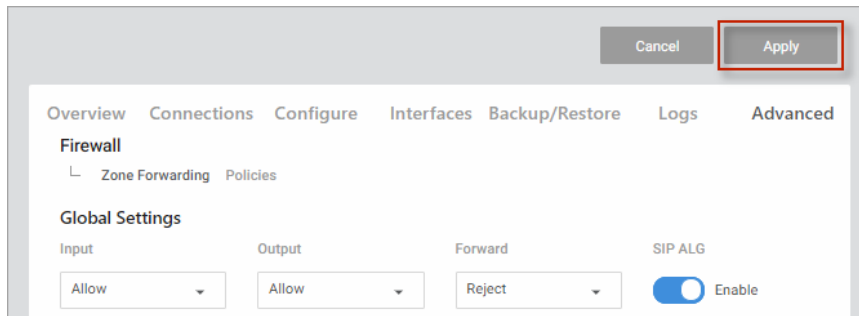 Cancel Apply
Overview Connections Configure Interfaces Backup/Restore Logs Advanced
Firewall
Zone Forwarding Policies
Global Settings
Input Output Forward SIP ALG
Allow Allow Reject Enable